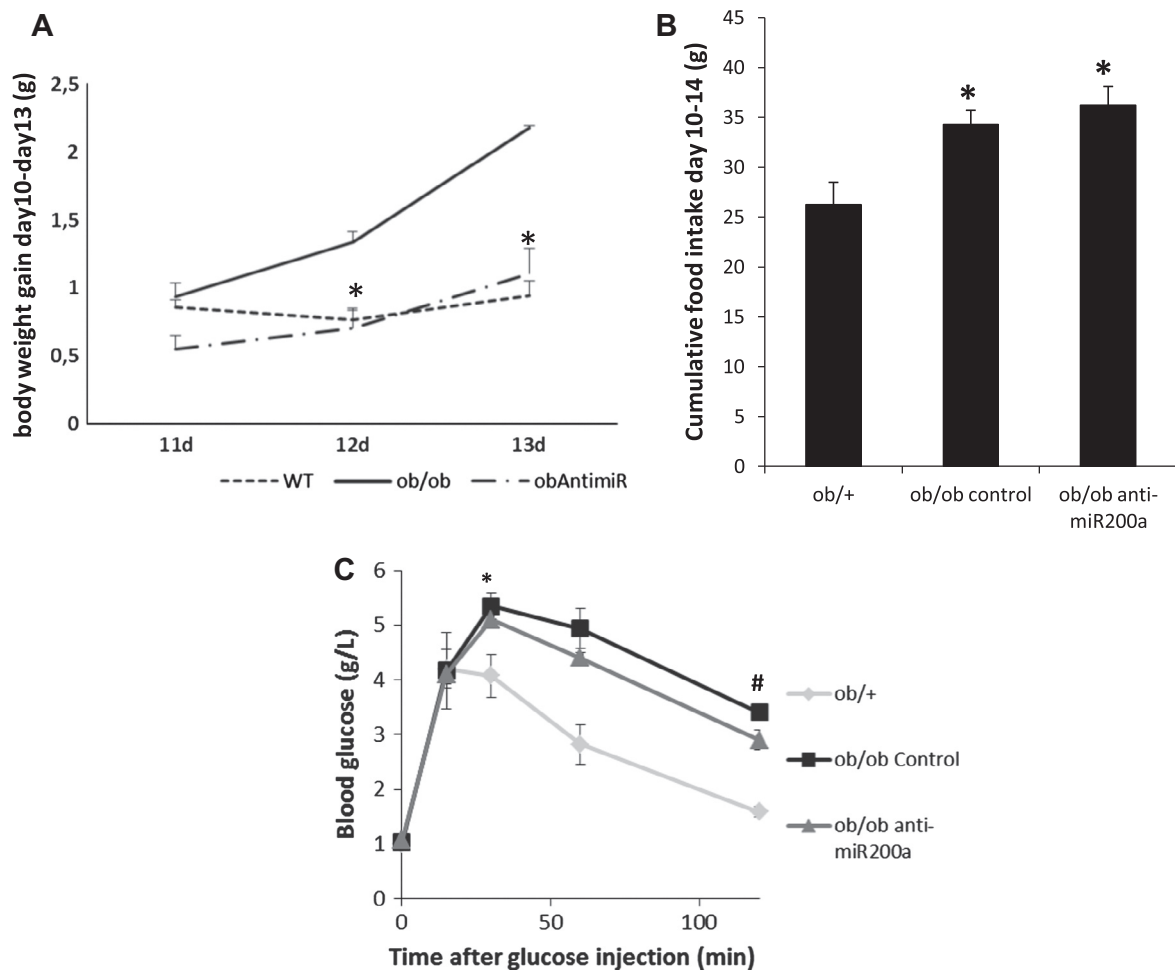 A
body weight gain day10-day13 (g)
2,5
2
1,5
1
0,5
0
*
*
11d
12d
13d
WT
ob/ob
obAntimiR
B
Cumulative food intake day 10-14 (g)
45
40
35
30
25
20
15
10
5
0
*
*
ob/+
ob/ob control
ob/ob anti-
miR200a
C
Blood glucose (g/L)
6
5
4
3
2
1
0
*
#
0
50
100
Time after glucose injection (min)
ob/+
ob/ob Control
ob/ob anti-
miR200a